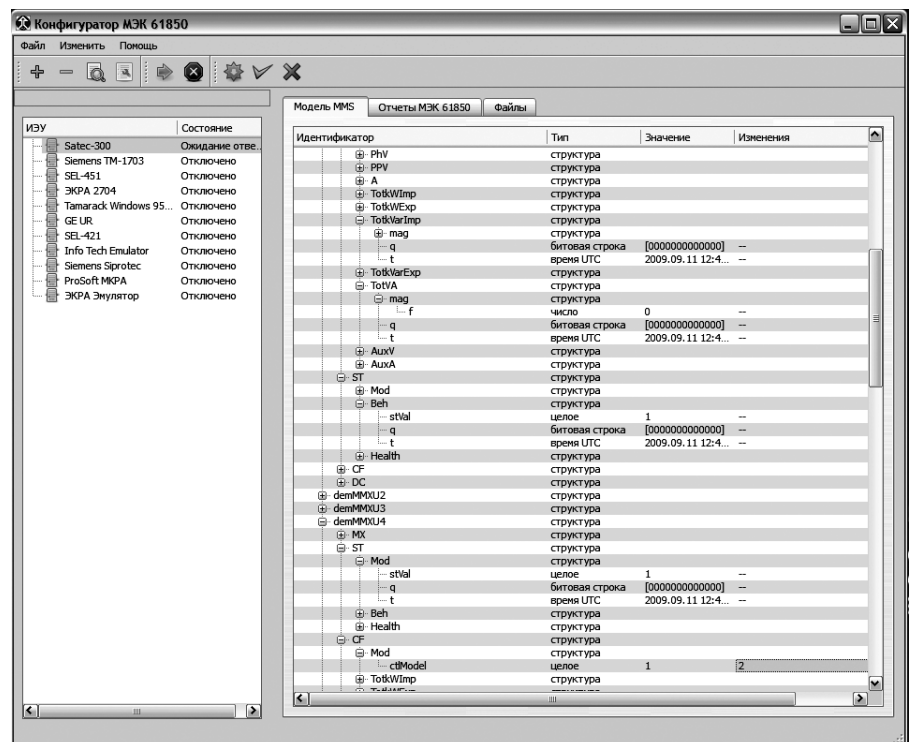 Конфигуратор МЭК 61850
Файл Изменить Помощь
Модель MMS Отчеты МЭК 61850 Файлы
ИЭУ Состояние
Satec-300 Ожидание отве...
Siemens TM-1703 Отключено
SEL-451 Отключено
ЭКРА 2704 Отключено
Tamarack Windows 95... Отключено
GE UR Отключено
SEL-421 Отключено
Info Tech Emulator Отключено
Siemens Siprotec Отключено
ProSoft MKPA Отключено
ЭКРА Эмулятор Отключено
Идентификатор Тип Значение Изменения
PhV структура
PPV структура
A структура
TotkWImp структура
TotkWExp структура
TotkVarImp структура
mag структура
q битовая строка [0000000000000] --
t время UTC 2009.09.11 12:4... --
TotkVarExp структура
TotVA структура
mag структура
f число 0 --
q битовая строка [0000000000000] --
t время UTC 2009.09.11 12:4... --
AuxV структура
AuxA структура
ST структура
Mod структура
Beh структура
stVal целое 1 --
q битовая строка [0000000000000] --
t время UTC 2009.09.11 12:4... --
Health структура
CF структура
DC структура
demMMXU2 структура
demMMXU3 структура
demMMXU4 структура
MX структура
ST структура
Mod структура
stVal целое 1 --
q битовая строка [0000000000000] --
t время UTC 2009.09.11 12:4... --
Beh структура
Health структура
CF структура
Mod структура
ctlModel целое 1 2
TotkWImp структура